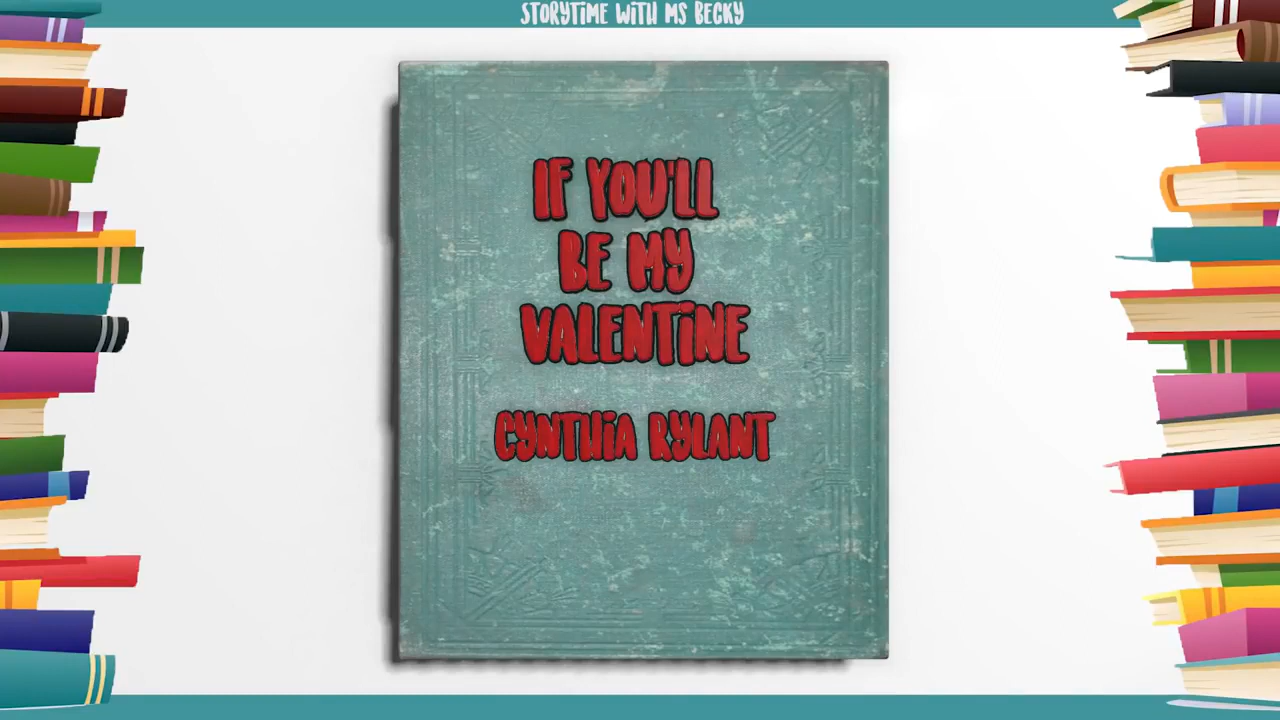 STORYTIME WITH MS BECKY
IF YOU'LL
BE MY
VALENTINE
CYNTHIA RYLANT